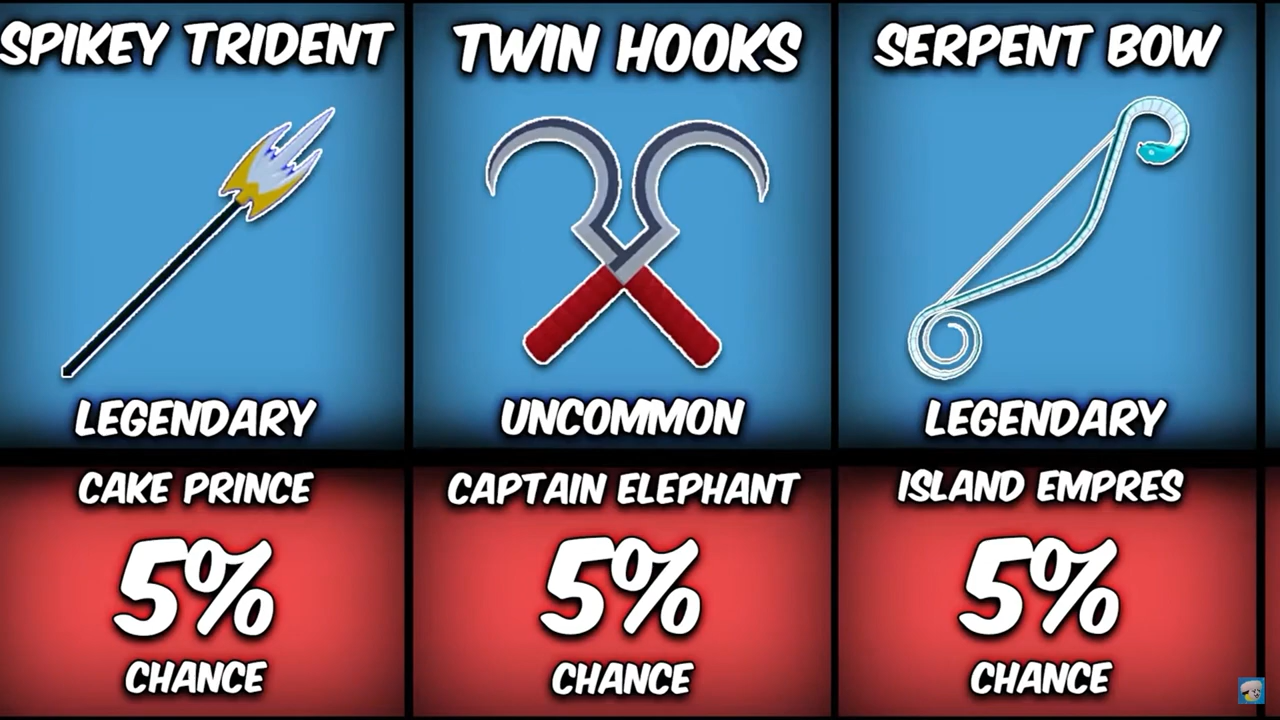 SPIKEY TRIDENT
LEGENDARY
CAKE PRINCE
5%
CHANCE
TWIN HOOKS
UNCOMMON
CAPTAIN ELEPHANT
5%
CHANCE
SERPENT BOW
LEGENDARY
ISLAND EMPRES
5%
CHANCE